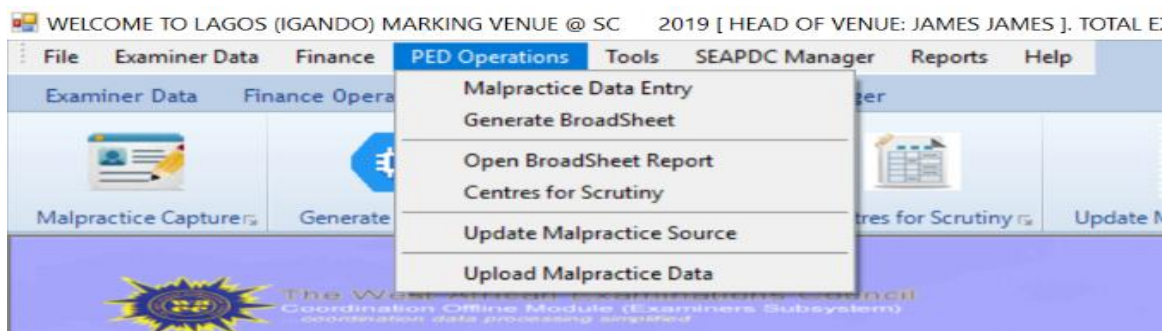 WELCOME TO LAGOS (IGANDO) MARKING VENUE @ SC 2019 [ HEAD OF VENUE: JAMES JAMES ]. TOTAL
File Examiner Data Finance PED Operations Tools SEAPDC Manager Reports Help
Examiner Data Finance
Malpractice Data Entry
Generate BroadSheet
Open BroadSheet Report
Centres for Scrutiny
Update Malpractice Source
Upload Malpractice Data
Malpractice Capture Generate for Scrutiny Update
The West African Examinations Council
Coordination Offline Module (Examiners Subsystem)
...coordination data processing simplified